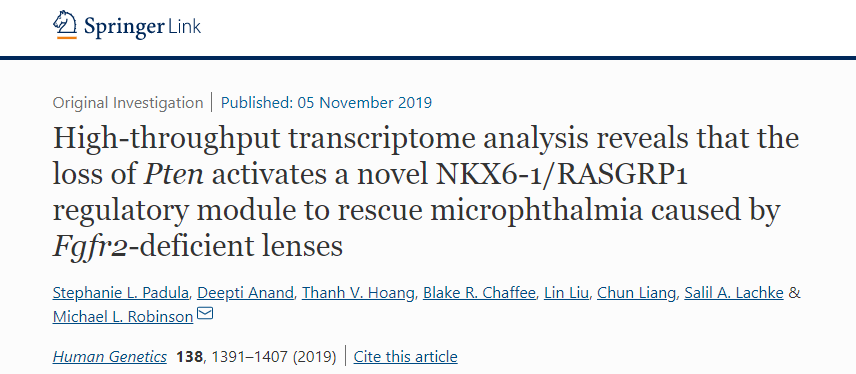 Springer Link
Original Investigation | Published: 05 November 2019
High-throughput transcriptome analysis reveals that the
loss of Pten activates a novel NKX6-1/RASGRP1
regulatory module to rescue microphthalmia caused by
Fgfr2-deficient lenses
Stephanie L. Padula, Deepti Anand, Thanh V. Hoang, Blake R. Chaffee, Lin Liu, Chun Liang, Salil A. Lachke &
Michael L. Robinson
Human Genetics 138, 1391–1407 (2019) | Cite this article